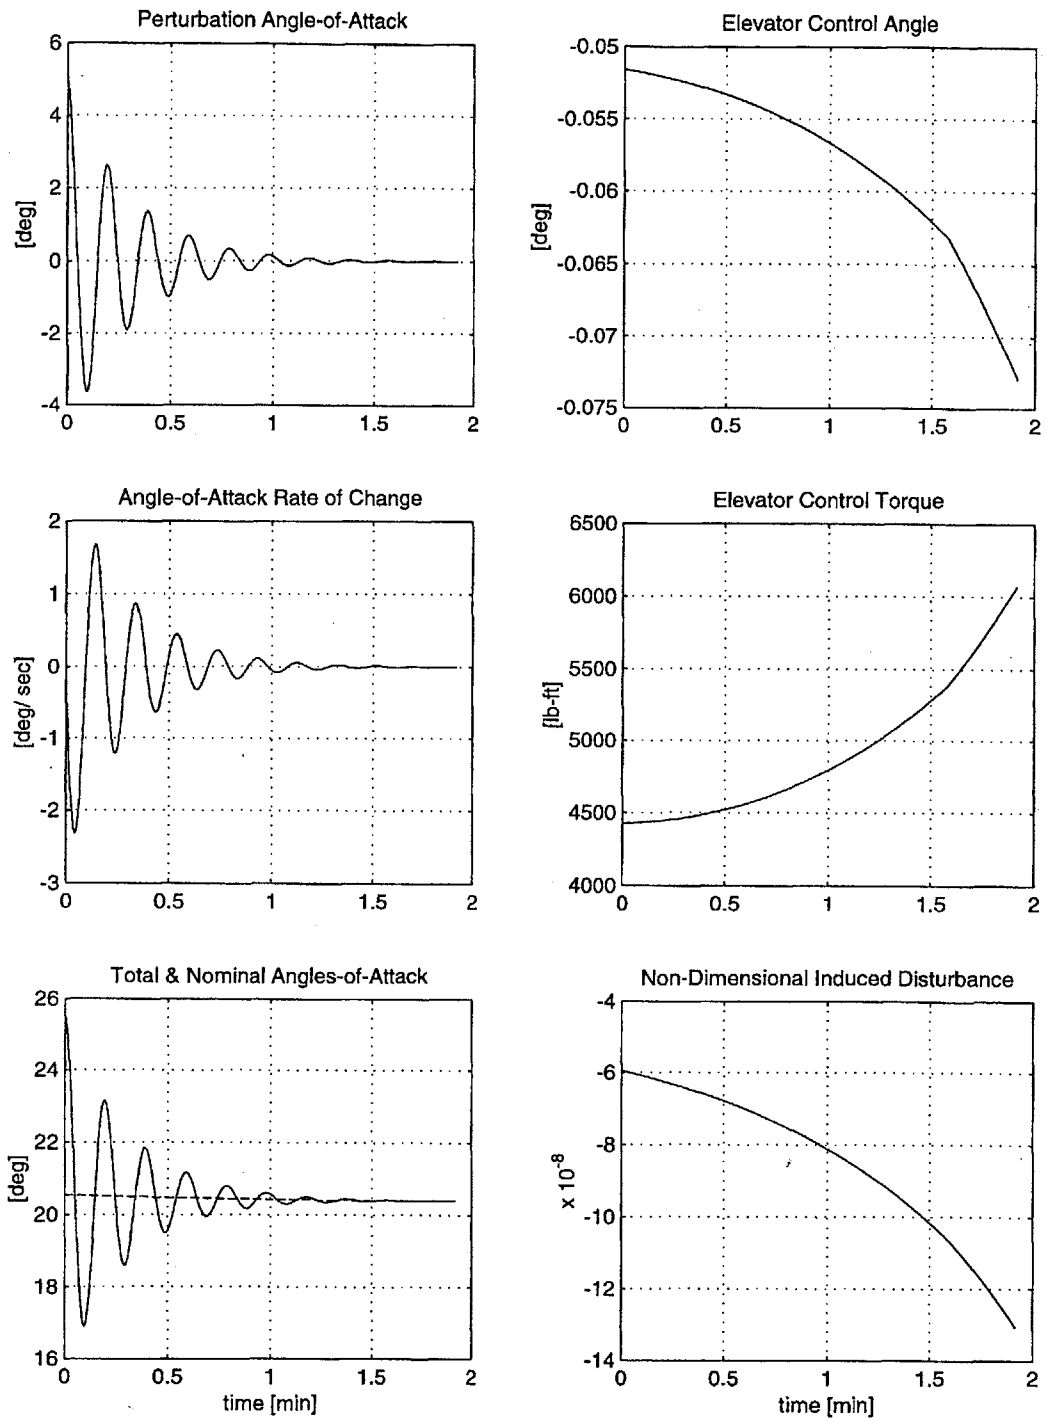 Perturbation Angle-of-Attack
6
4
2
0
-2
-4
[deg]
0 0.5 1 1.5 2
Elevator Control Angle
-0.05
-0.055
-0.06
-0.065
-0.07
-0.075
[deg]
0 0.5 1 1.5 2
Angle-of-Attack Rate of Change
2
1
0
-1
-2
-3
[deg/ sec]
0 0.5 1 1.5 2
Elevator Control Torque
6500
6000
5500
5000
4500
4000
[lb-ft]
0 0.5 1 1.5 2
Total & Nominal Angles-of-Attack
26
24
22
20
18
16
[deg]
0 0.5 1 1.5 2
time [min]
Non-Dimensional Induced Disturbance
-4
-6
-8
-10
-12
-14
x 10-8
0 0.5 1 1.5 2
time [min]